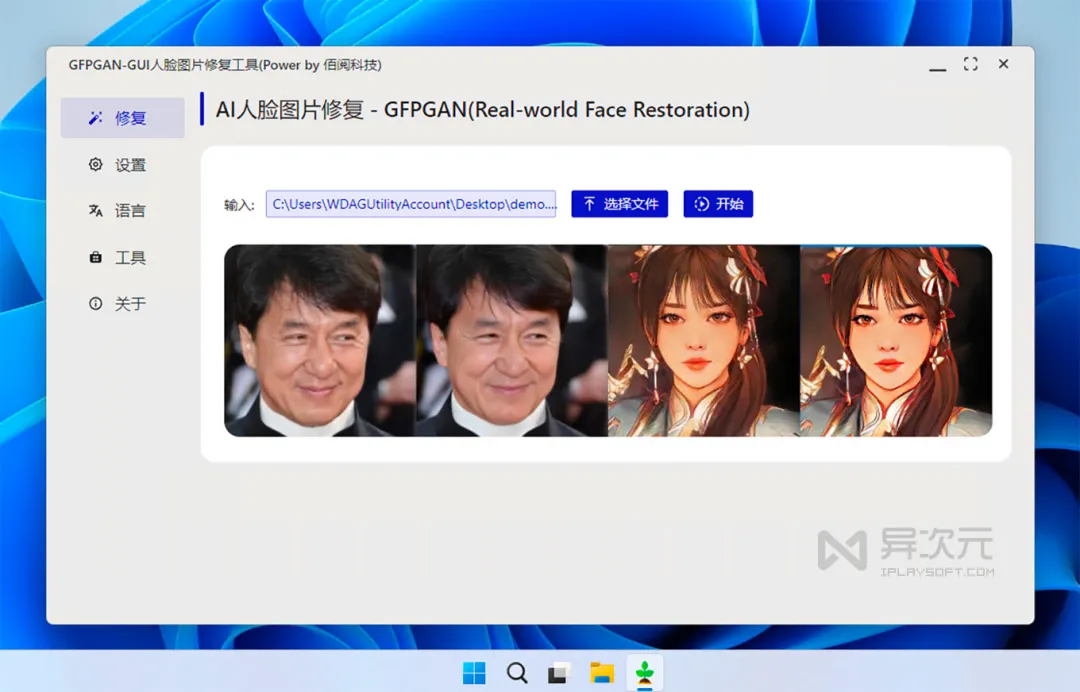 GFPGAN-GUI人脸图片修复工具(Power by 佰阅科技)
修复
设置
语言
工具
关于
AI人脸图片修复 - GFPGAN(Real-world Face Restoration)
输入:
C:\Users\WDAGUtilityAccount\Desktop\demo....
选择文件
开始
异次元
IPLAYSOFT.COM